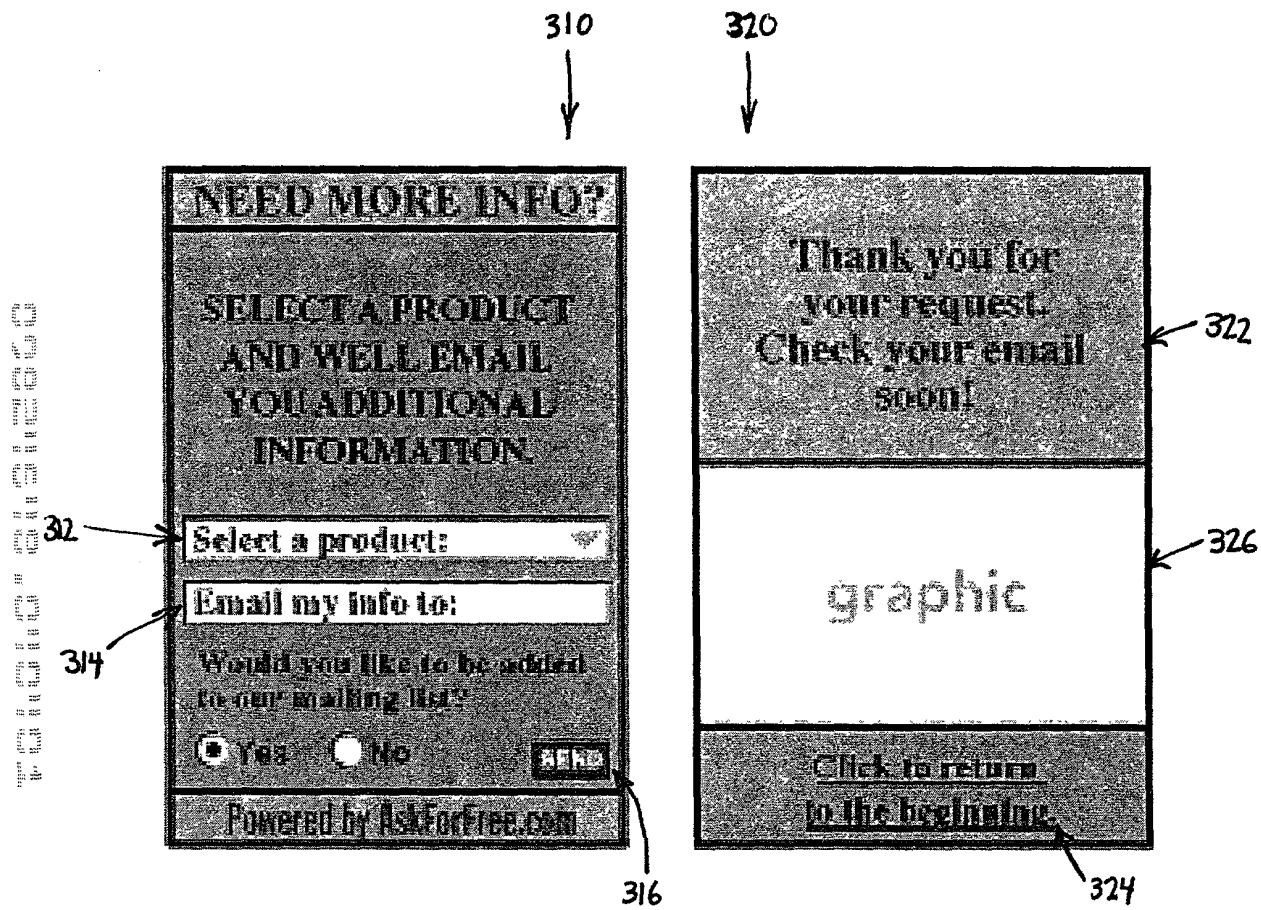 310
320
NEED MORE INFO?
SELECT A PRODUCT
AND WELL EMAIL
YOU ADDITIONAL
INFORMATION.
312
Select a product:
Email my info to:
314
Would you like to be added
to our mailing list?
Yes No
SEND
Powered by AskForFree.com
316
Thank you for
your request.
Check your email
soon!
322
graphic
326
Click to return
to the beginning.
324